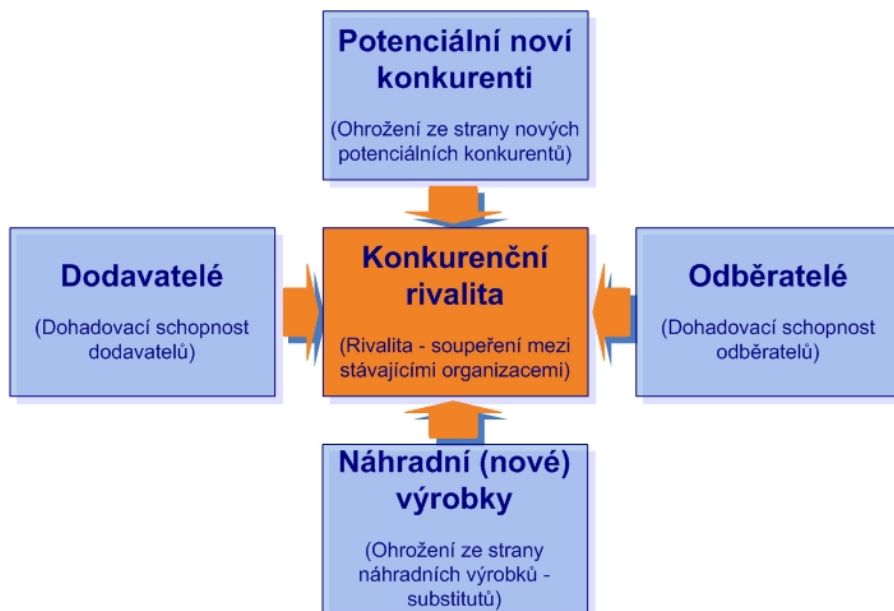 Potenciální noví
konkurenti
(Ohrožení ze strany nových
potenciálních konkurentů)
Dodavatelé
(Dohadovací schopnost
dodavatelů)
Konkurenční
rivalita
(Rivalita - soupeření mezi
stávajícími organizacemi)
Odběratelé
(Dohadovací schopnost
odběratelů)
Náhradní (nové)
výrobky
(Ohrožení ze strany
náhradních výrobků -
substitutů)